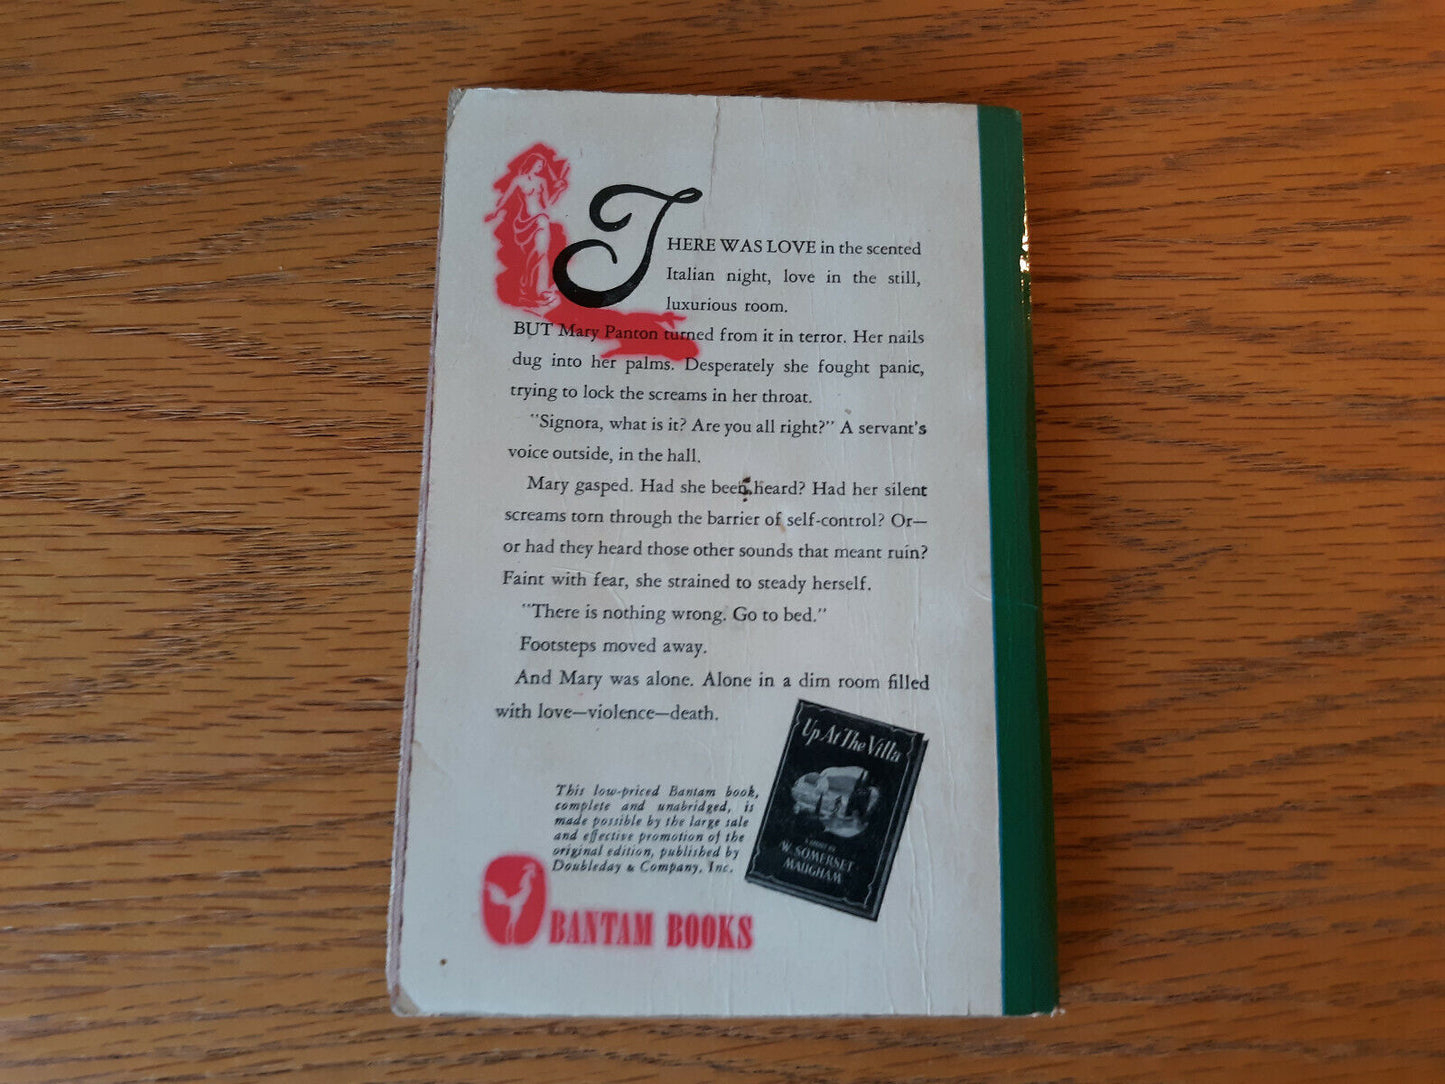 THERE WAS LOVE in the scented
Italian night, love in the still,
luxurious room.
BUT Mary Panton turned from it in terror. Her nails
dug into her palms. Desperately she fought panic,
trying to lock the screams in her throat.
"Signora, what is it? Are you all right?" A servant's
voice outside, in the hall.
Mary gasped. Had she been heard? Had her silent
screams torn through the barrier of self-control? Or—
or had they heard those other sounds that meant ruin?
Faint with fear, she strained to steady herself.
"There is nothing wrong. Go to bed."
Footsteps moved away.
And Mary was alone. Alone in a dim room filled
with love—violence—death.
Up At The Villa
W. SOMERSET
MAUGHAM
This low-priced Bantam book,
complete and unabridged, is
made possible by the large sale
and effective promotion of the
original edition, published by
Doubleday & Company, Inc.
BANTAM BOOKS